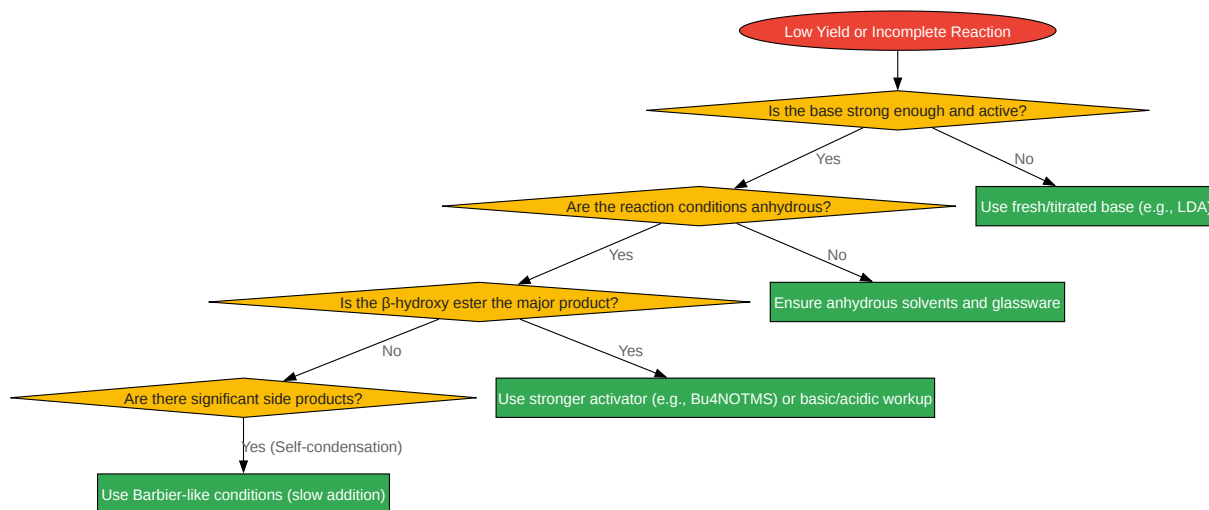 Low Yield or Incomplete Reaction
Is the base strong enough and active?
Yes
No
Are the reaction conditions anhydrous?
Use fresh/titrated base (e.g., LDA)
Yes
No
Is the β-hydroxy ester the major product?
Ensure anhydrous solvents and glassware
No
Yes
Are there significant side products?
Use stronger activator (e.g., Bu4NOTMS) or basic/acidic workup
Yes (Self-condensation)
Use Barbier-like conditions (slow addition)